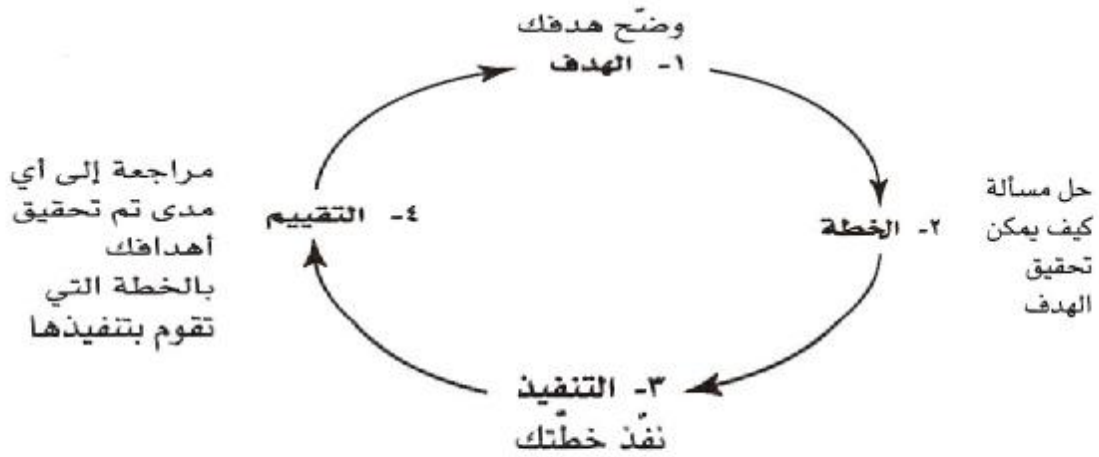 وضّح هدفك
١- الهدف
٢- الخطة
حل مسألة
كيف يمكن
تحقيق
الهدف
٣- التنفيذ
نفّذ خطّتك
٤- التقييم
مراجعة إلى أي
مدى تم تحقيق
أهدافك
بالخطة التي
تقوم بتنفيذها